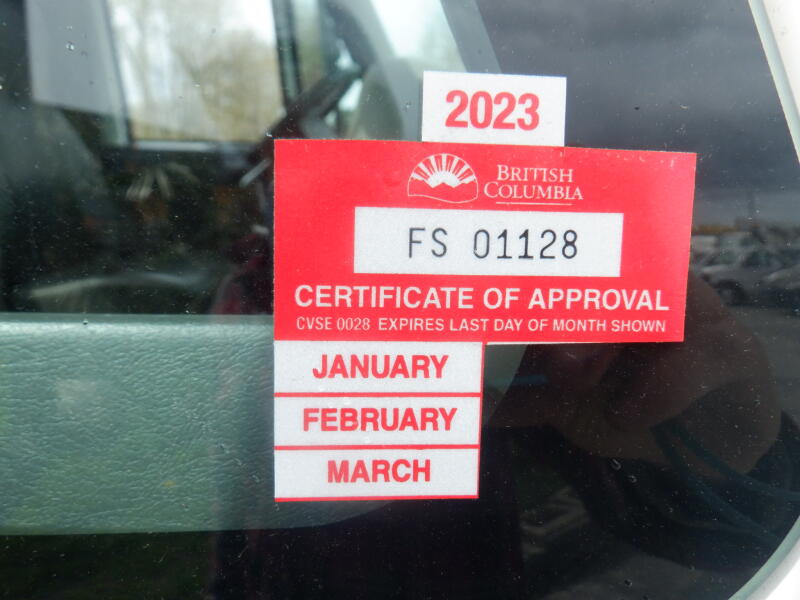 2023
BRITISH
COLUMBIA
FS 01128
CERTIFICATE OF APPROVAL
CVSE 0028 EXPIRES LAST DAY OF MONTH SHOWN
JANUARY
FEBRUARY
MARCH